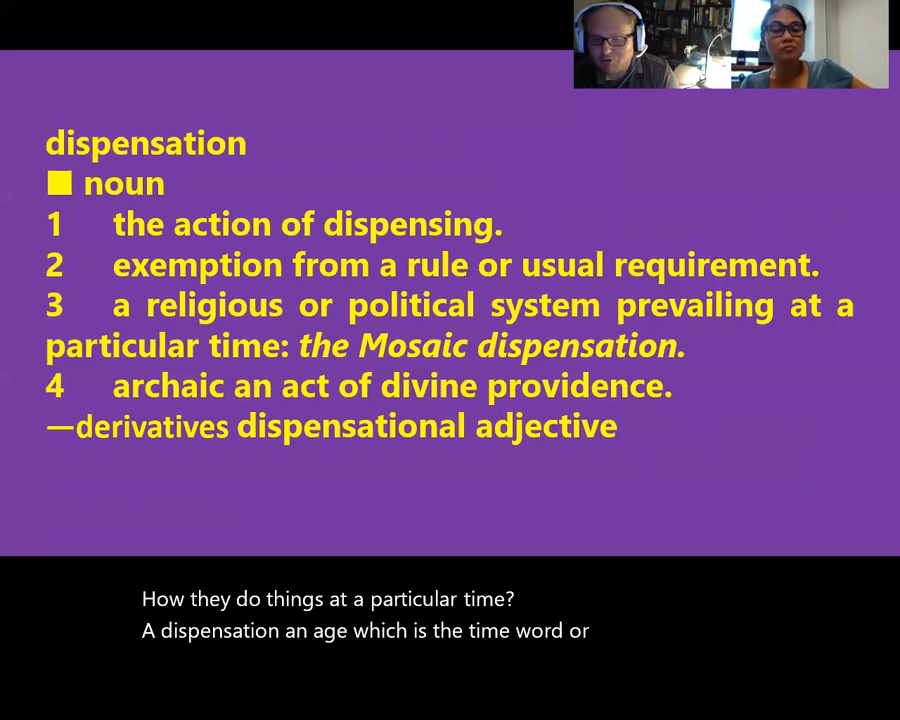 dispensation
■ noun
1 the action of dispensing.
2 exemption from a rule or usual requirement.
3 a religious or political system prevailing at a
particular time: the Mosaic dispensation.
4 archaic an act of divine providence.
—derivatives dispensational adjective
How they do things at a particular time?
A dispensation an age which is the time word or